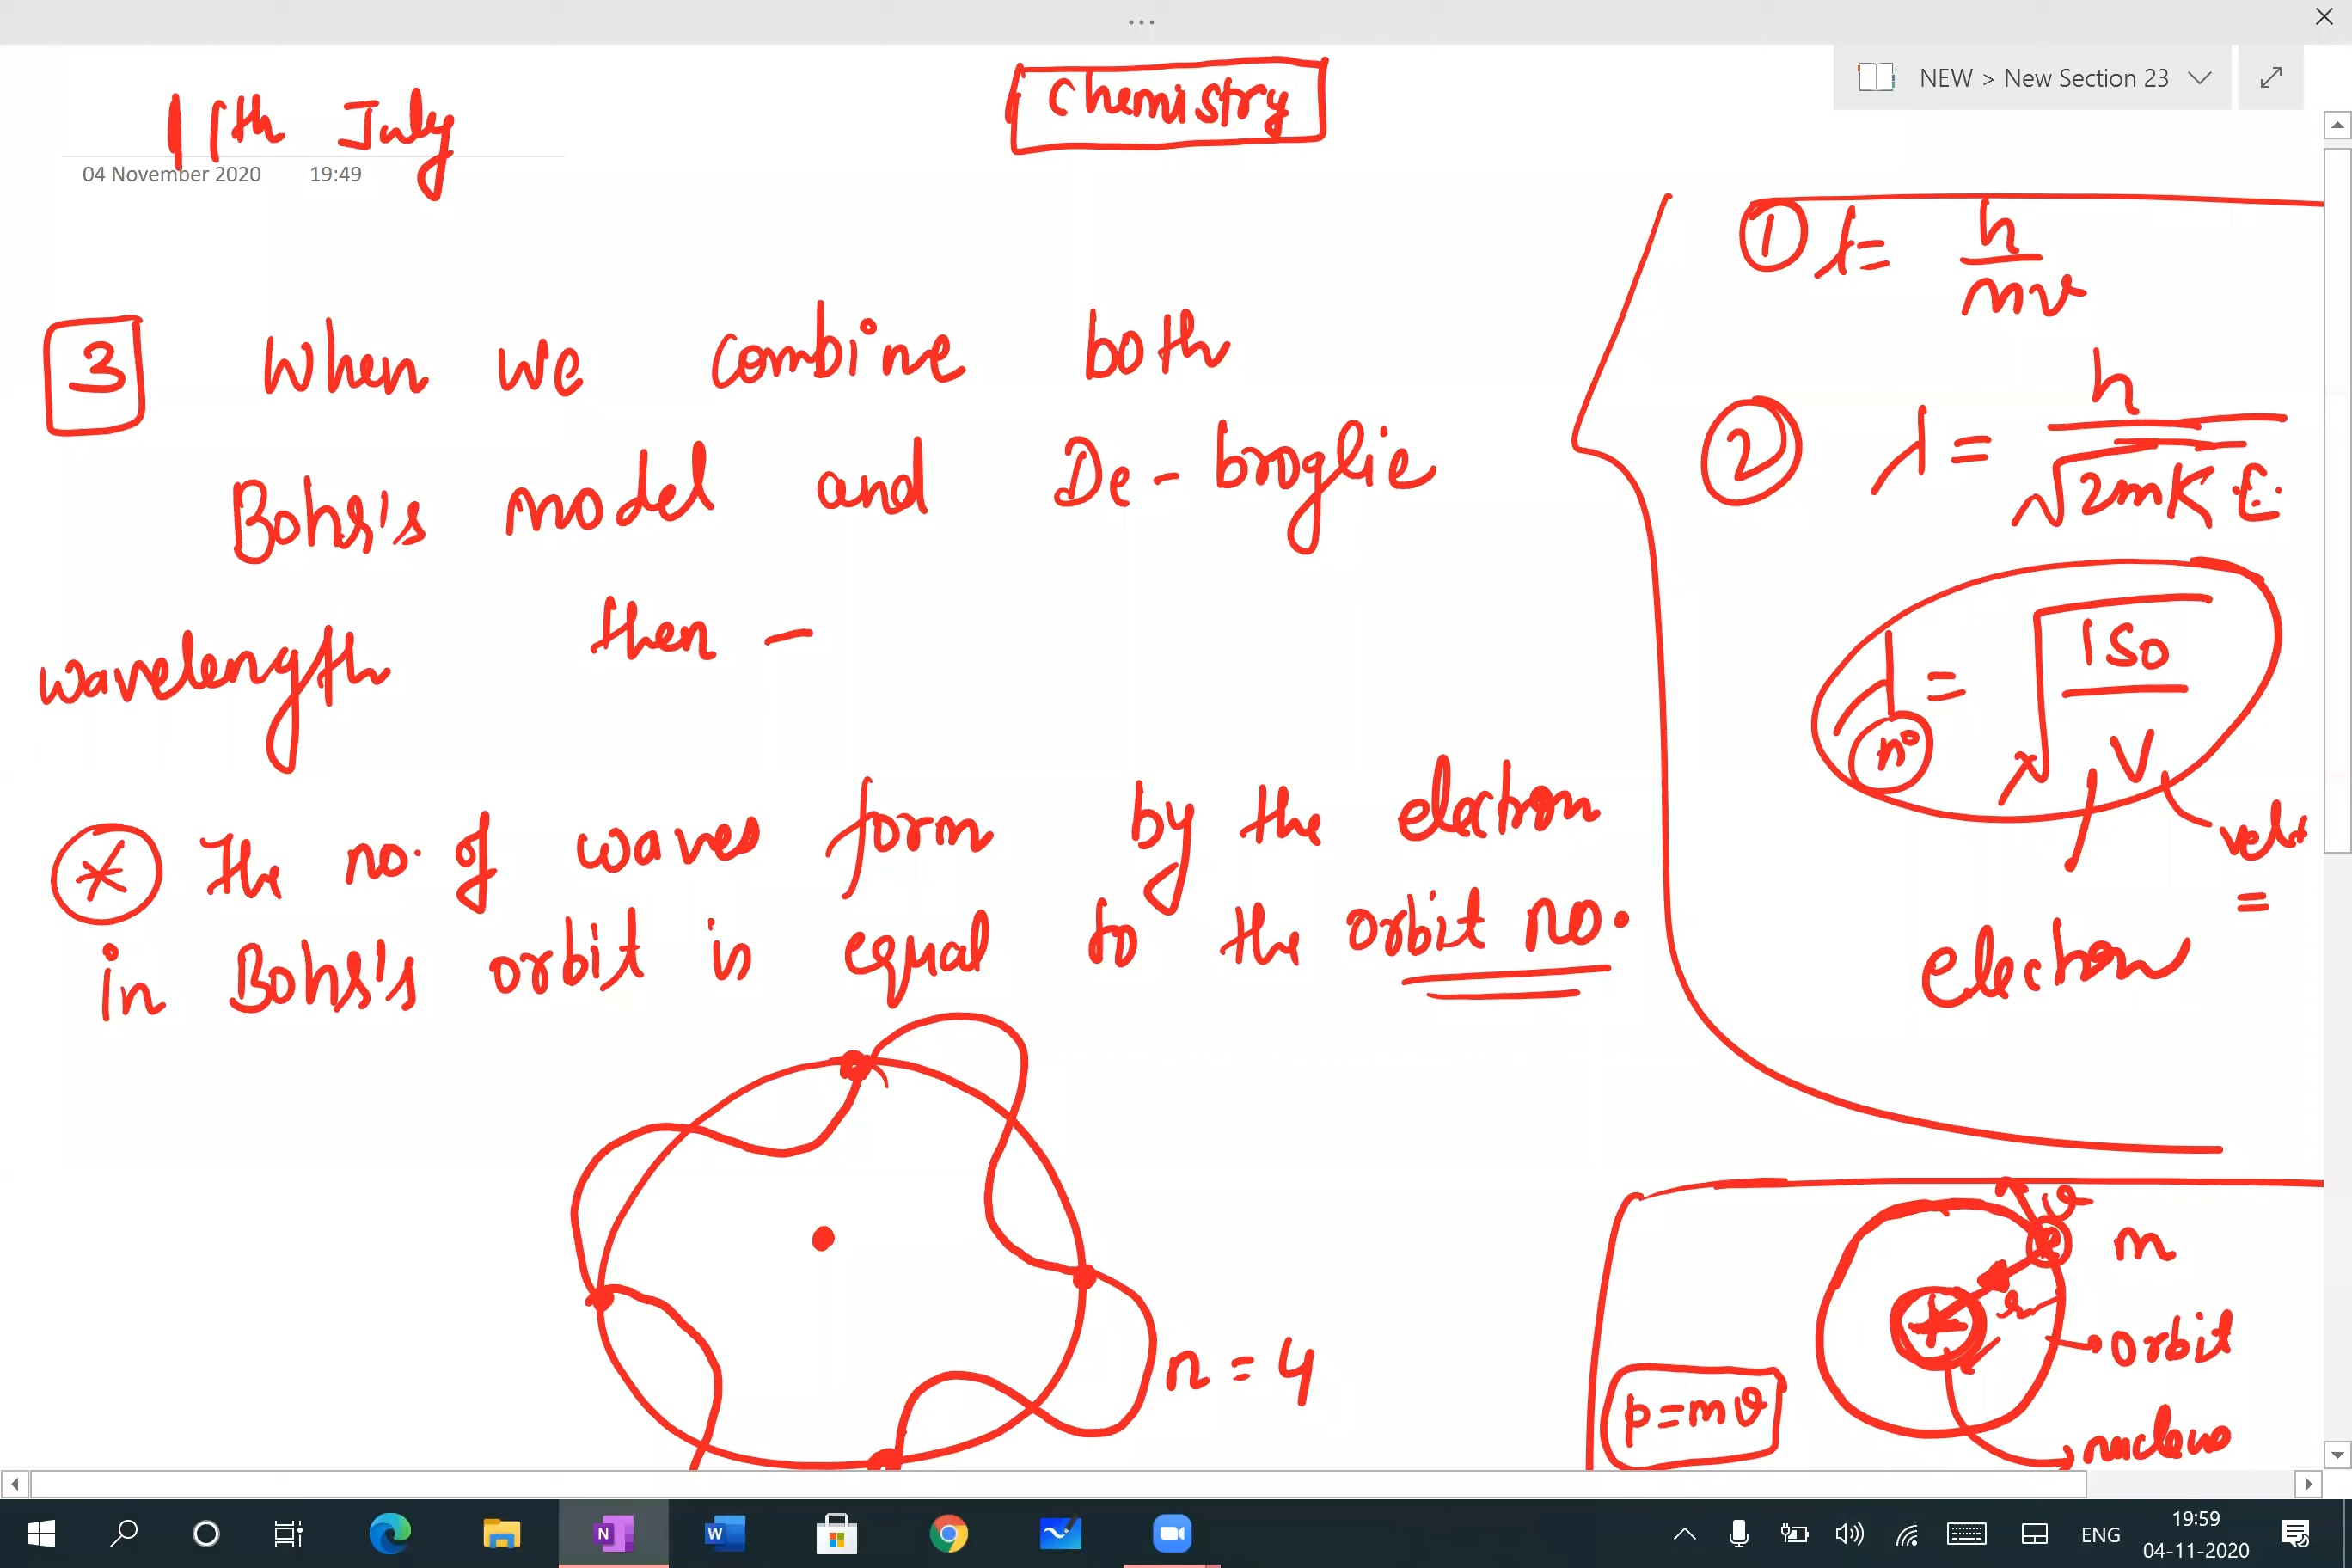 ...
NEW > New Section 23
11th July
Chemistry
04 November 2020 19:49
3 When we combine both
Bohr's model and De-broglie
wavelength then -
* The no. of waves form by the electron
in Bohr's orbit is equal to the orbit no.
n = 4
① λ = h / mv
② λ = h / √2mK.E.
λ = √150 / V
A°
volt
=
electron
v
e
m
r
+
orbit
nucleus
p = mv
ENG
19:59
04-11-2020